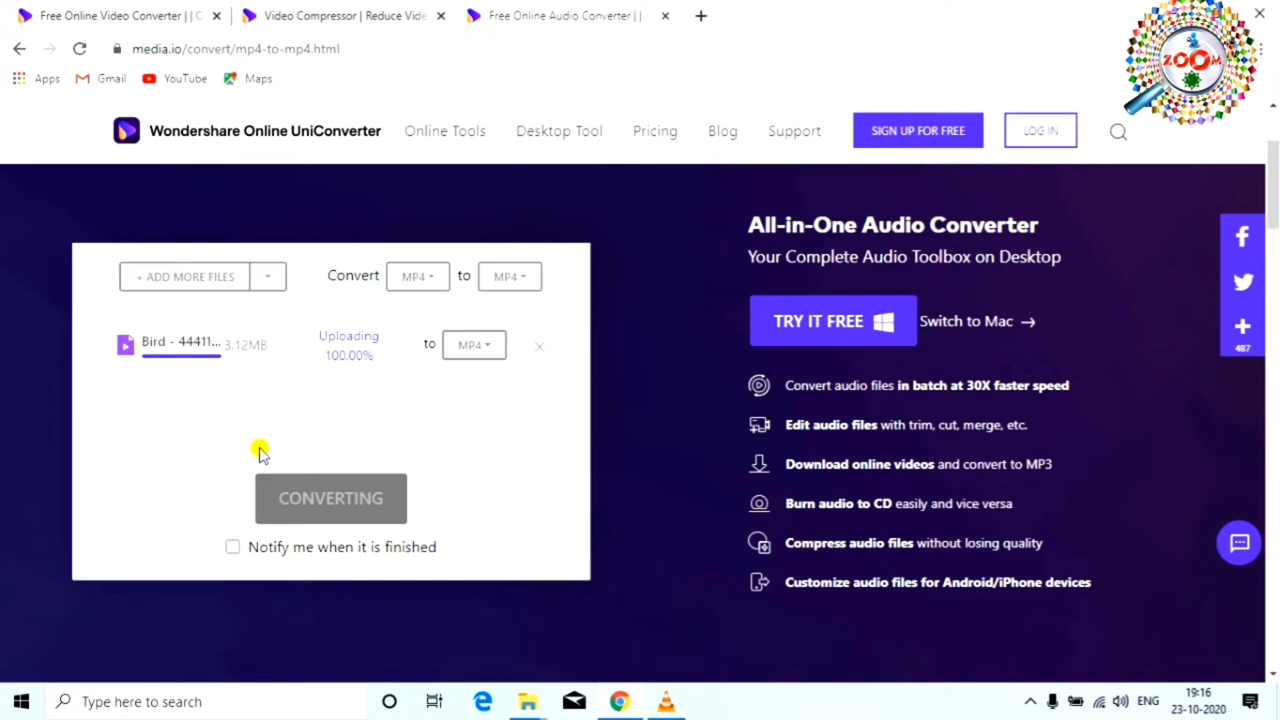 Free Online Video Converter | | C
Video Compressor | Reduce Vide
Free Online Audio Converter | |
media.io/convert/mp4-to-mp4.html
Apps Gmail YouTube Maps
ZOOM
Wondershare Online UniConverter Online Tools Desktop Tool Pricing Blog Support SIGN UP FOR FREE LOG IN
+ ADD MORE FILES Convert MP4 to MP4
Bird - 44411... 3.12MB Uploading 100.00% to MP4
CONVERTING
Notify me when it is finished
All-in-One Audio Converter
Your Complete Audio Toolbox on Desktop
TRY IT FREE Switch to Mac →
Convert audio files in batch at 30X faster speed
Edit audio files with trim, cut, merge, etc.
Download online videos and convert to MP3
Burn audio to CD easily and vice versa
Compress audio files without losing quality
Customize audio files for Android/iPhone devices
487
Type here to search
ENG
19:16
23-10-2020